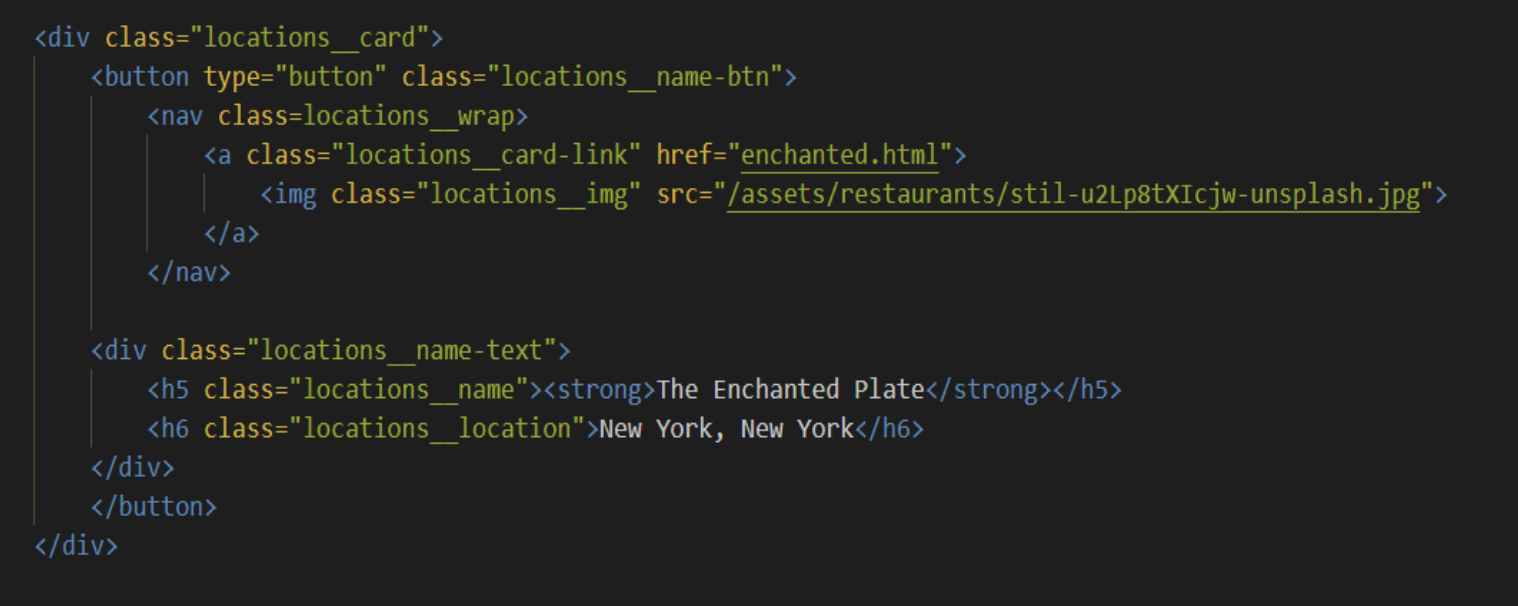 <div class="locations__card">
<button type="button" class="locations__name-btn">
<nav class=locations__wrap>
<a class="locations__card-link" href="enchanted.html">
<img class="locations__img" src="/assets/restaurants/stil-u2Lp8tXIcjw-unsplash.jpg">
</a>
</nav>
<div class="locations__name-text">
<h5 class="locations__name"><strong>The Enchanted Plate</strong></h5>
<h6 class="locations__location">New York, New York</h6>
</div>
</button>
</div>